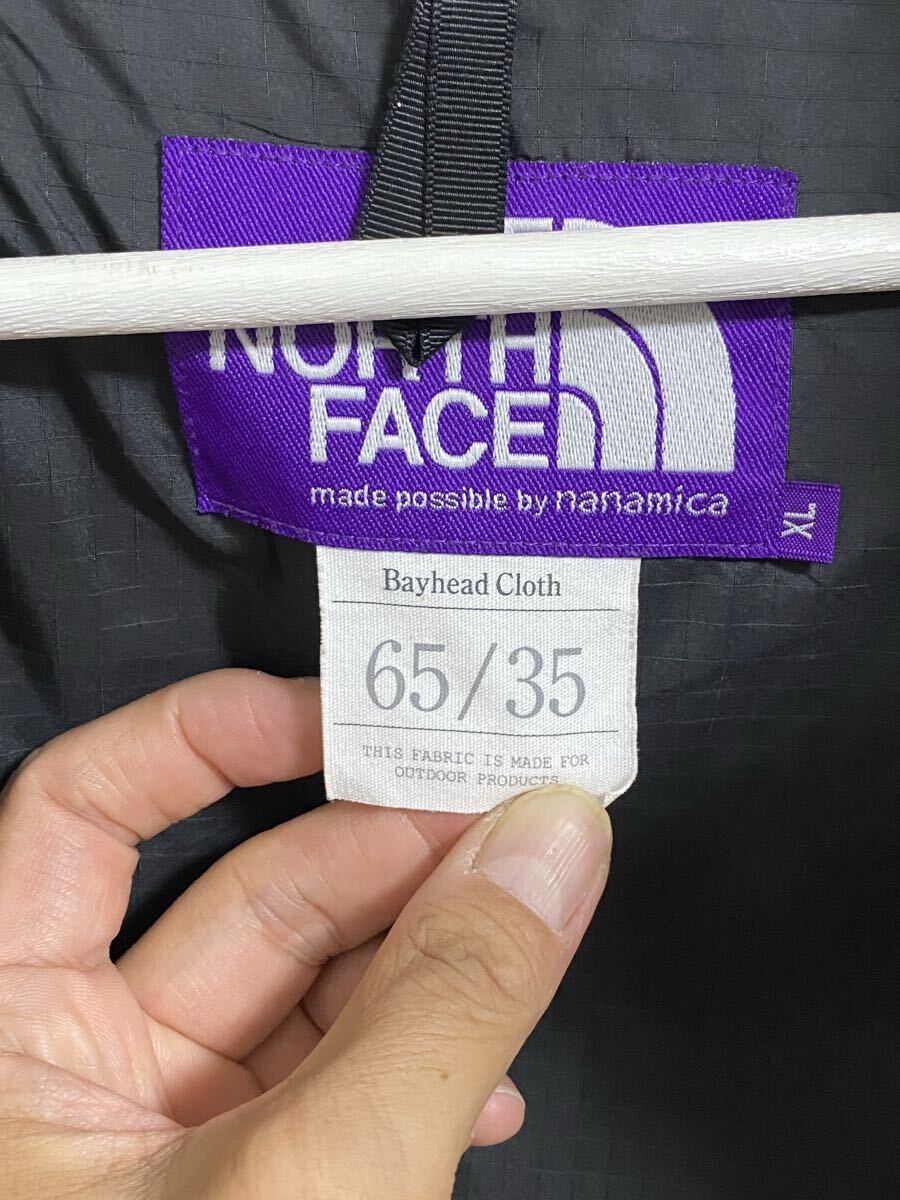 NORTH
FACE
made possible by nanamica
XL
Bayhead Cloth
65/35
THIS FABRIC IS MADE FOR
OUTDOOR PRODUCTS